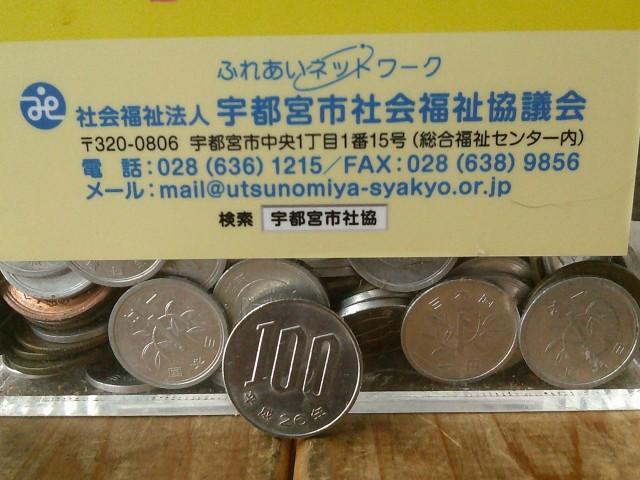 ふれあいネットワーク
社会福祉法人 宇都宮市社会福祉協議会
〒320-0806 宇都宮市中央1丁目1番15号(総合福祉センター内)
電 話:028(636)1215/FAX:028(638)9856
メール:mail@utsunomiya-syakyo.or.jp
検索 宇都宮市社協
100
平成26年